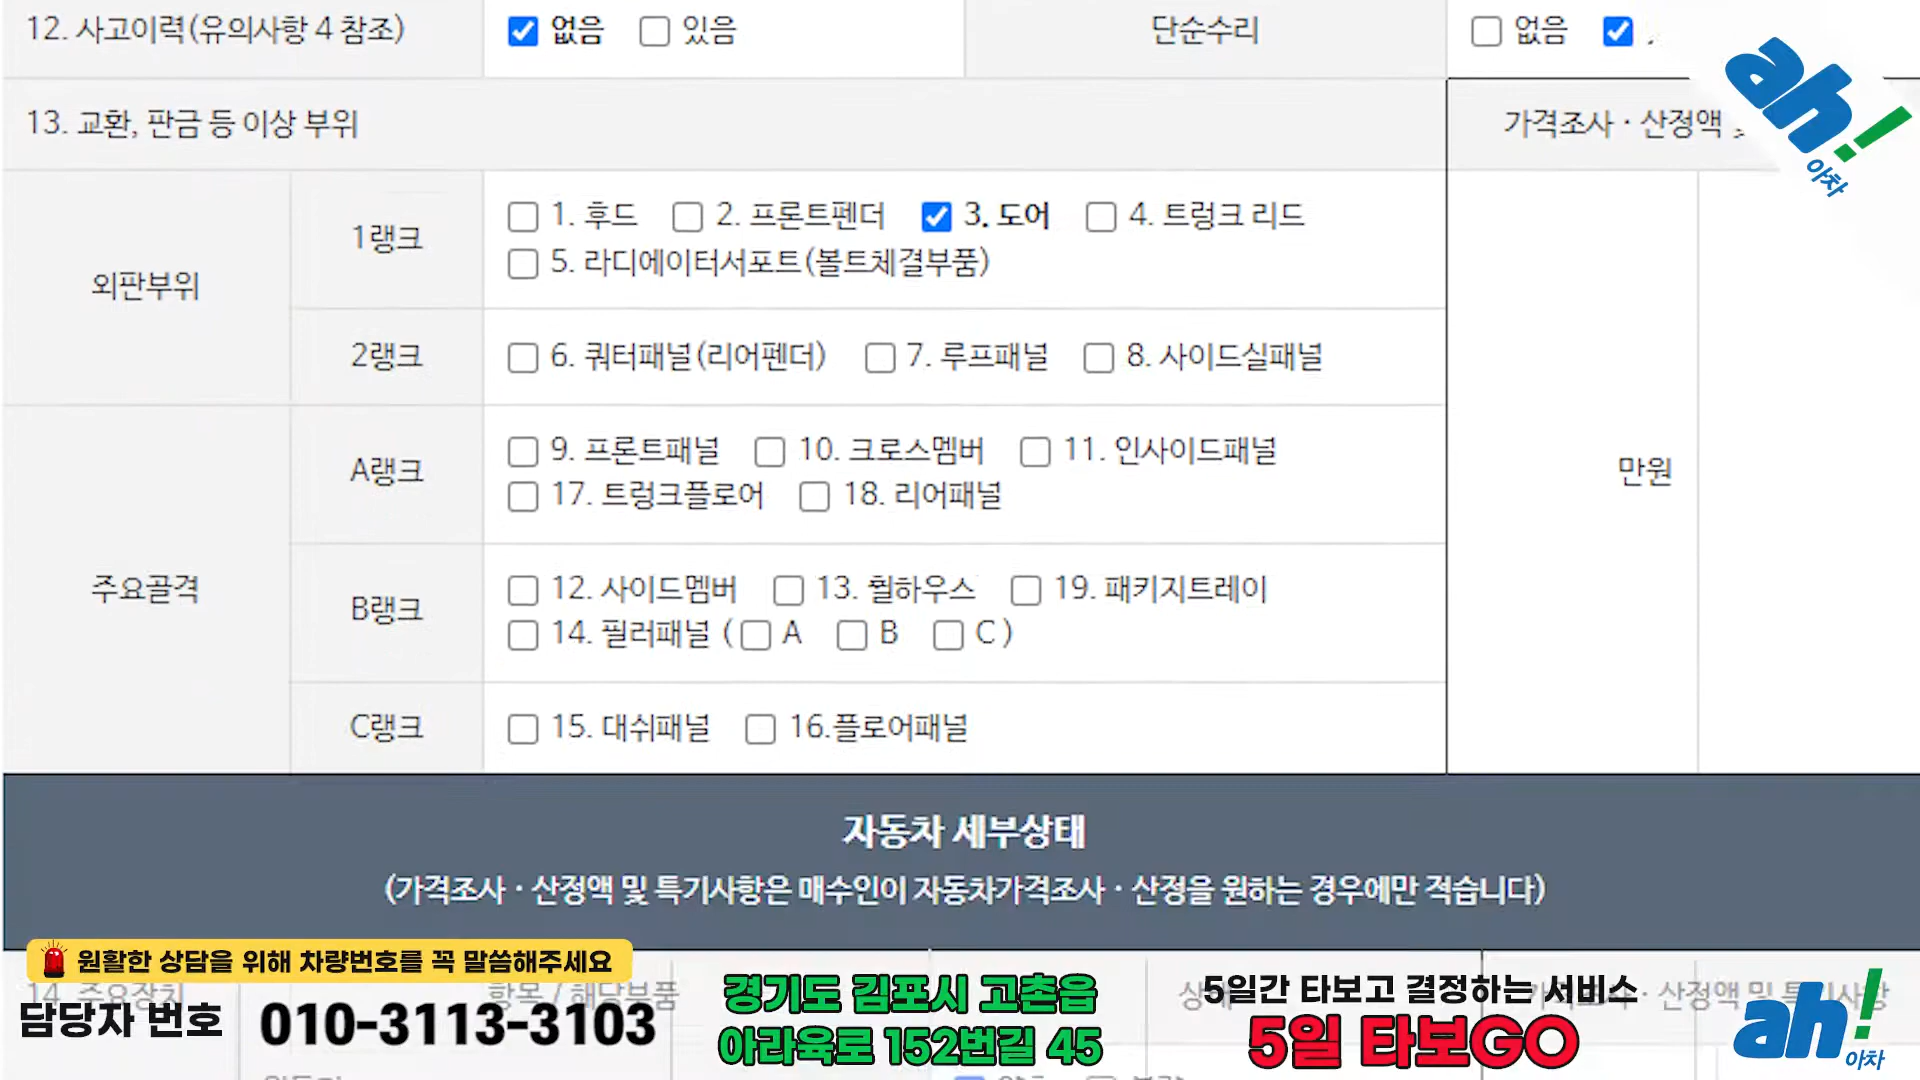 12. 사고이력(유의사항 4 참조) 없음 있음 단순수리 없음
13. 교환, 판금 등 이상 부위 가격조사 · 산정액
외판부위
1랭크
1. 후드 2. 프론트펜더 3. 도어 4. 트렁크 리드
5. 라디에이터서포트(볼트체결부품)
2랭크
6. 쿼터패널(리어펜더) 7. 루프패널 8. 사이드실패널
주요골격
A랭크
9. 프론트패널 10. 크로스멤버 11. 인사이드패널
17. 트렁크플로어 18. 리어패널
B랭크
12. 사이드멤버 13. 휠하우스 19. 패키지트레이
14. 필러패널 ( A B C )
C랭크
15. 대쉬패널 16.플로어패널
만원
자동차 세부상태
(가격조사 · 산정액 및 특기사항은 매수인이 자동차가격조사 · 산정을 원하는 경우에만 적습니다)
14. 주요장치 항목 / 해당부품
원활한 상담을 위해 차량번호를 꼭 말씀해주세요
담당자 번호 010-3113-3103
경기도 김포시 고촌읍
아라육로 152번길 45
5일간 타보고 결정하는 서비스
5일 타보GO
ah!
아차
ah!
아차